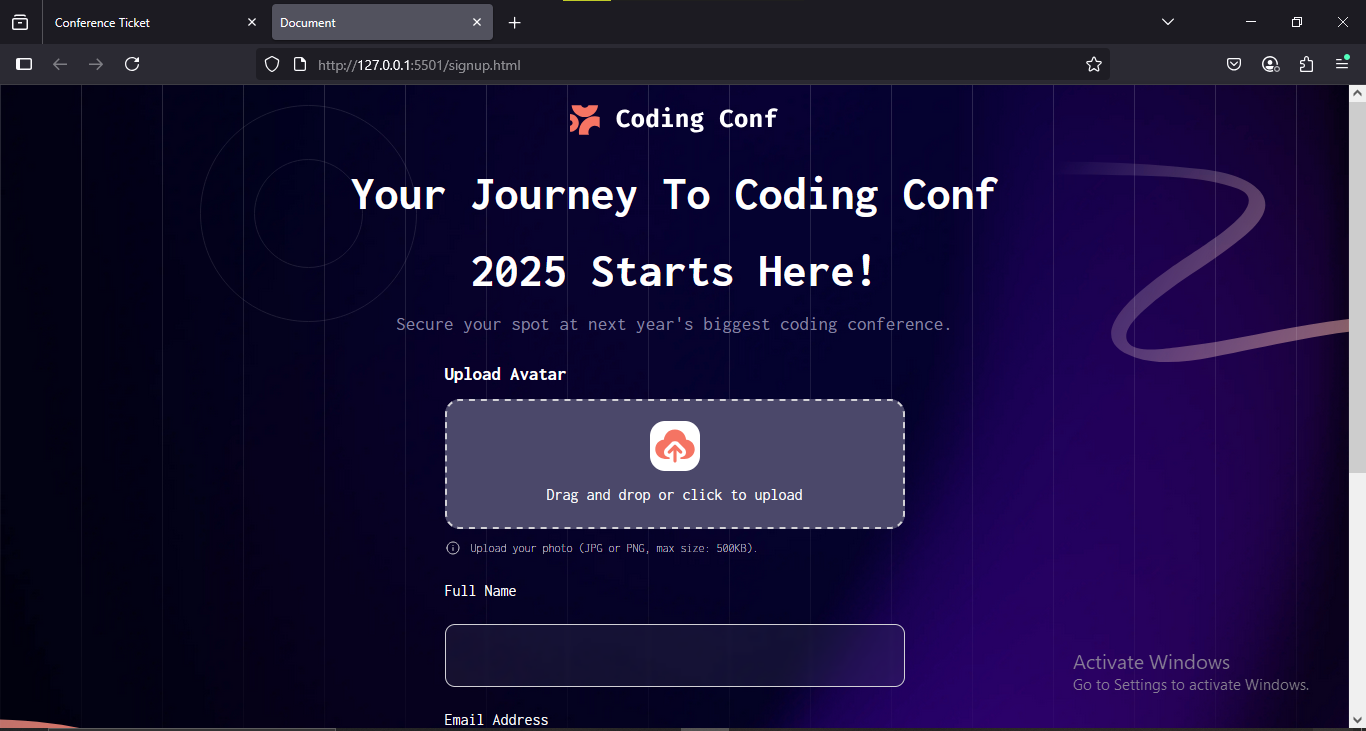 Conference Ticket
Document
http://127.0.0.1:5501/signup.html
Coding Conf
Your Journey To Coding Conf
2025 Starts Here!
Secure your spot at next year's biggest coding conference.
Upload Avatar
Drag and drop or click to upload
Upload your photo (JPG or PNG, max size: 500KB).
Full Name
Email Address
Activate Windows
Go to Settings to activate Windows.